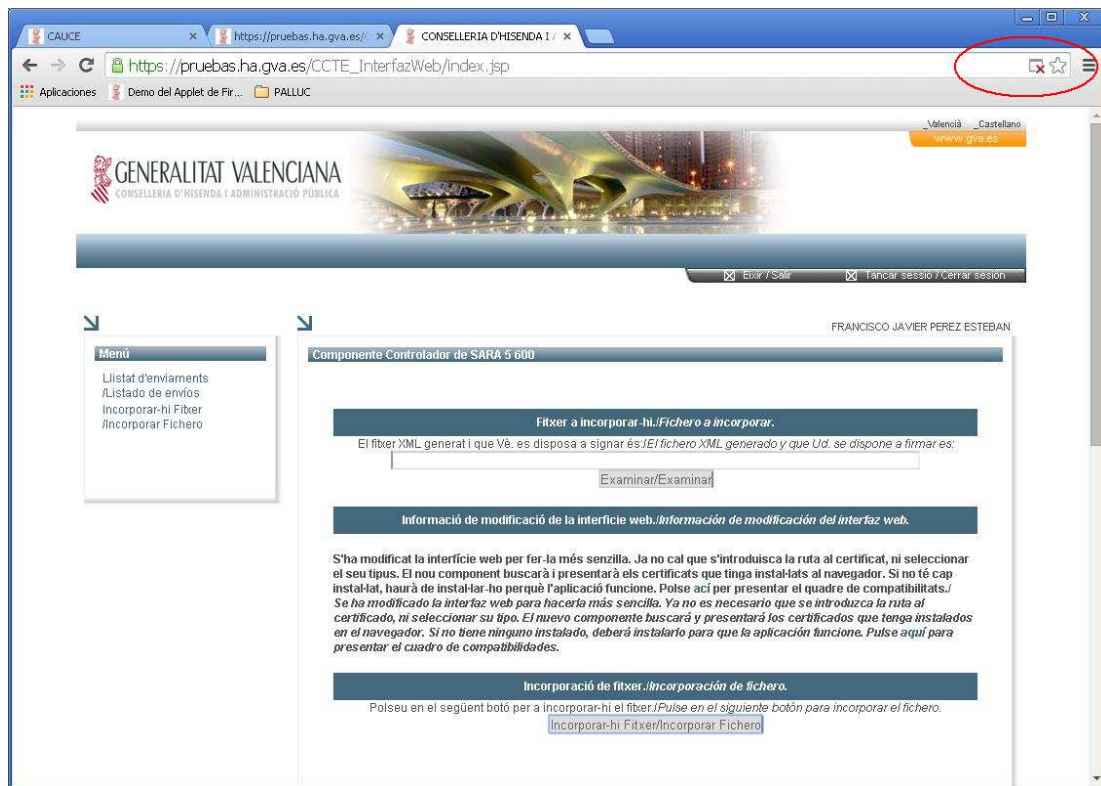 CAUCE
https://pruebas.ha.gva.es/C
CONSELLERIA D'HISENDA I /
https://pruebas.ha.gva.es/CCTE_InterfazWeb/index.jsp
Aplicaciones
Demo del Applet de Fir...
PALLUC
_Valencià _Castellano
www.gva.es
GENERALITAT VALENCIANA
CONSELLERIA D'HISENDA I ADMINISTRACIÓ PÚBLICA
Eixir / Salir
Tancar sessió / Cerrar sesión
FRANCISCO JAVIER PEREZ ESTEBAN
Menú
Llistat d'enviaments
/Listado de envíos
Incorporar-hi Fitxer
/Incorporar Fichero
Componente Controlador de SARA 5 600
Fitxer a incorporar-hi./Fichero a incorporar.
El fitxer XML generat i que Vè. es disposa a signar és:/El fichero XML generado y que Ud. se dispone a firmar es:
Examinar/Examinar
Informació de modificació de la interficie web./Información de modificación del interfaz web.
S'ha modificat la interfície web per fer-la més senzilla. Ja no cal que s'introduisca la ruta al certificat, ni seleccionar
el seu tipus. El nou component buscarà i presentarà els certificats que tinga instal·lats al navegador. Si no té cap
instal·lat, haurà de instal·lar-ho perquè l'aplicació funcione. Polse ací per presentar el quadre de compatibilitats./
Se ha modificado la interfaz web para hacerla más sencilla. Ya no es necesario que se introduzca la ruta al
certificado, ni seleccionar su tipo. El nuevo componente buscará y presentará los certificados que tenga instalados
en el navegador. Si no tiene ninguno instalado, deberá instalarlo para que la aplicación funcione. Pulse aquí para
presentar el cuadro de compatibilidades.
Incorporació de fitxer./Incorporación de fichero.
Polseu en el següent botó per a incorporar-hi el fitxer./Pulse en el siguiente botón para incorporar el fichero.
Incorporar-hi Fitxer/Incorporar Fichero